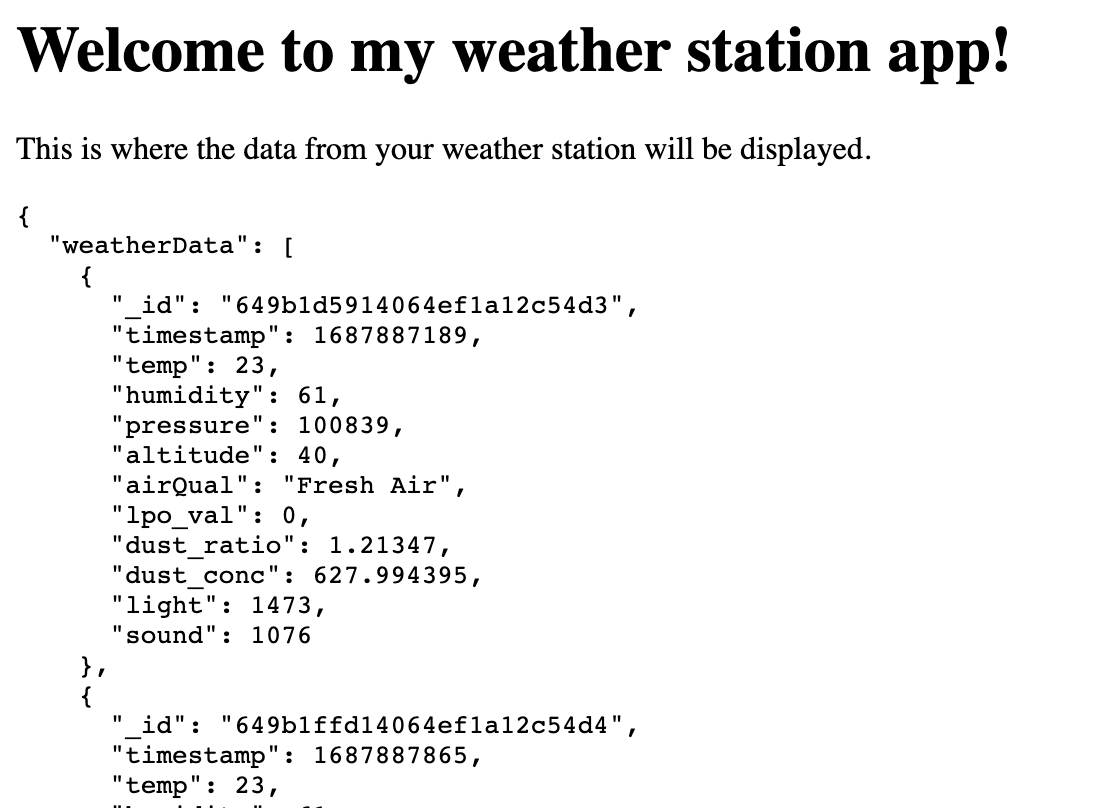 Welcome to my weather station app!
This is where the data from your weather station will be displayed.
{
  "weatherData": [
    {
      "_id": "649b1d5914064ef1a12c54d3",
      "timestamp": 1687887189,
      "temp": 23,
      "humidity": 61,
      "pressure": 100839,
      "altitude": 40,
      "airQual": "Fresh Air",
      "lpo_val": 0,
      "dust_ratio": 1.21347,
      "dust_conc": 627.994395,
      "light": 1473,
      "sound": 1076
    },
    {
      "_id": "649b1ffd14064ef1a12c54d4",
      "timestamp": 1687887865,
      "temp": 23,